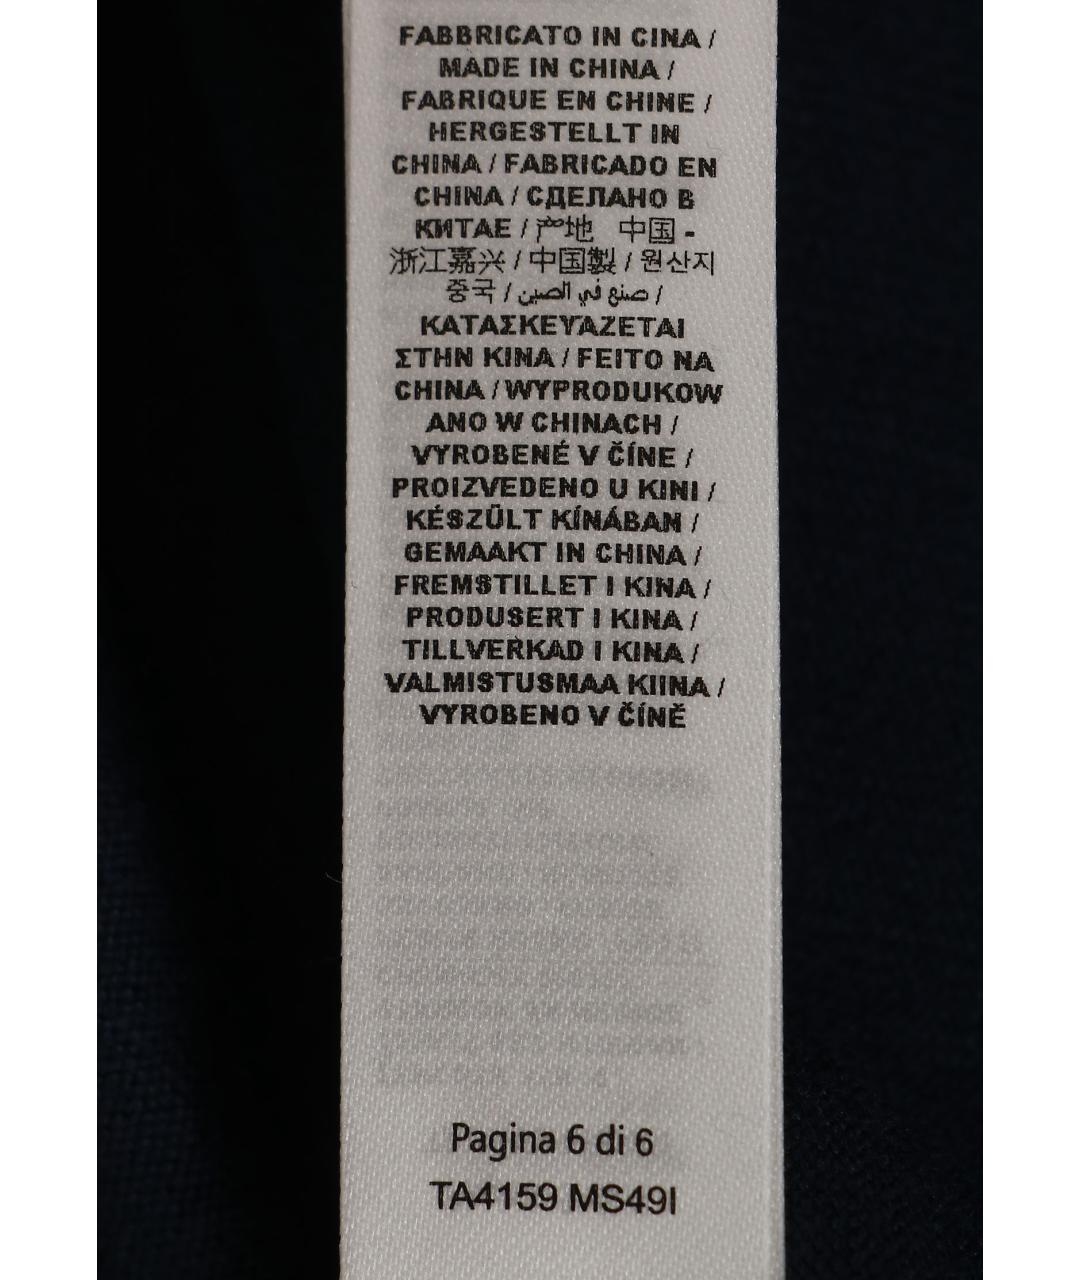 FABBRICATO IN CINA /
MADE IN CHINA /
FABRIQUE EN CHINE /
HERGESTELLT IN
CHINA / FABRICADO EN
CHINA / СДЕЛАНО В
КИТАЕ / 产地 中国 -
浙江嘉兴 / 中国製 / 원산지
중국 / صنع في الصين /
ΚΑΤΑΣΚΕΥΑΖΕΤΑΙ
ΣΤΗΝ ΚΙΝΑ / FEITO NA
CHINA / WYPRODUKOW
ANO W CHINACH /
VYROBENÉ V ČÍNE /
PROIZVEDENO U KINI /
KÉSZÜLT KÍNÁBAN /
GEMAAKT IN CHINA /
FREMSTILLET I KINA /
PRODUSERT I KINA /
TILLVERKAD I KINA /
VALMISTUSMAA KIINA /
VYROBENO V ČÍNĚ
Pagina 6 di 6
TA4159 MS49I